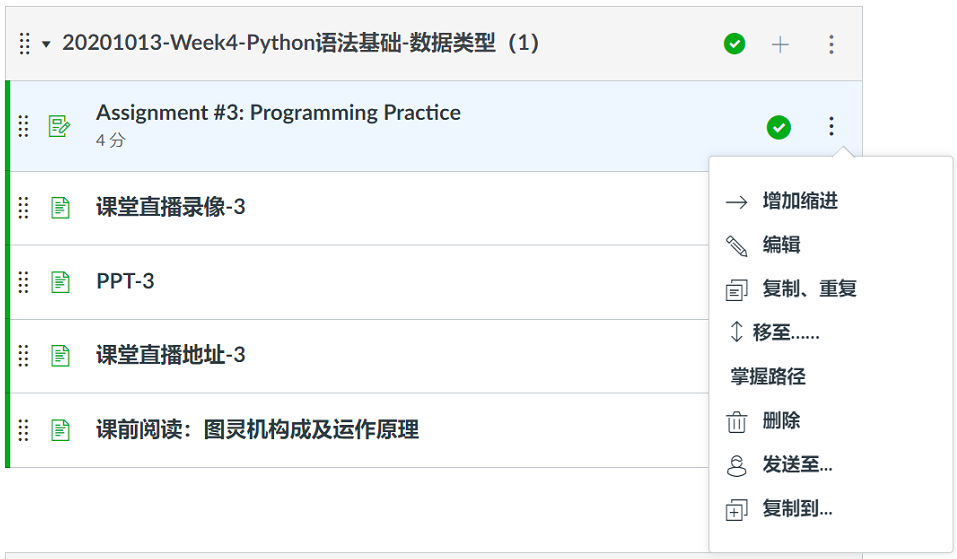 20201013-Week4-Python语法基础-数据类型（1）
Assignment #3: Programming Practice
4 分
课堂直播录像-3
PPT-3
课堂直播地址-3
课前阅读：图灵机构成及运作原理
增加缩进
编辑
复制、重复
移至......
掌握路径
删除
发送至...
复制到...